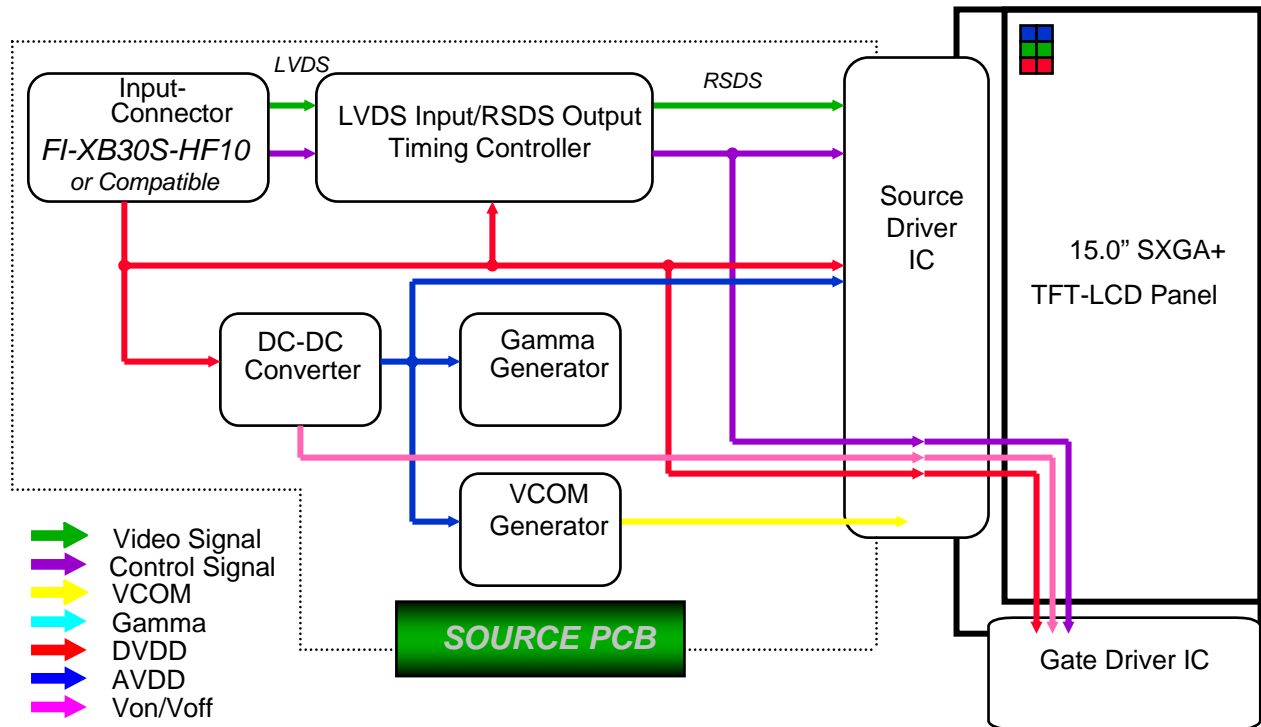 LVDS
RSDS
Input-
Connector
FI-XB30S-HF10
or Compatible
LVDS Input/RSDS Output
Timing Controller
Source
Driver
IC
15.0” SXGA+
TFT-LCD Panel
DC-DC
Converter
Gamma
Generator
VCOM
Generator
Video Signal
Control Signal
VCOM
Gamma
DVDD
AVDD
Von/Voff
SOURCE PCB
Gate Driver IC